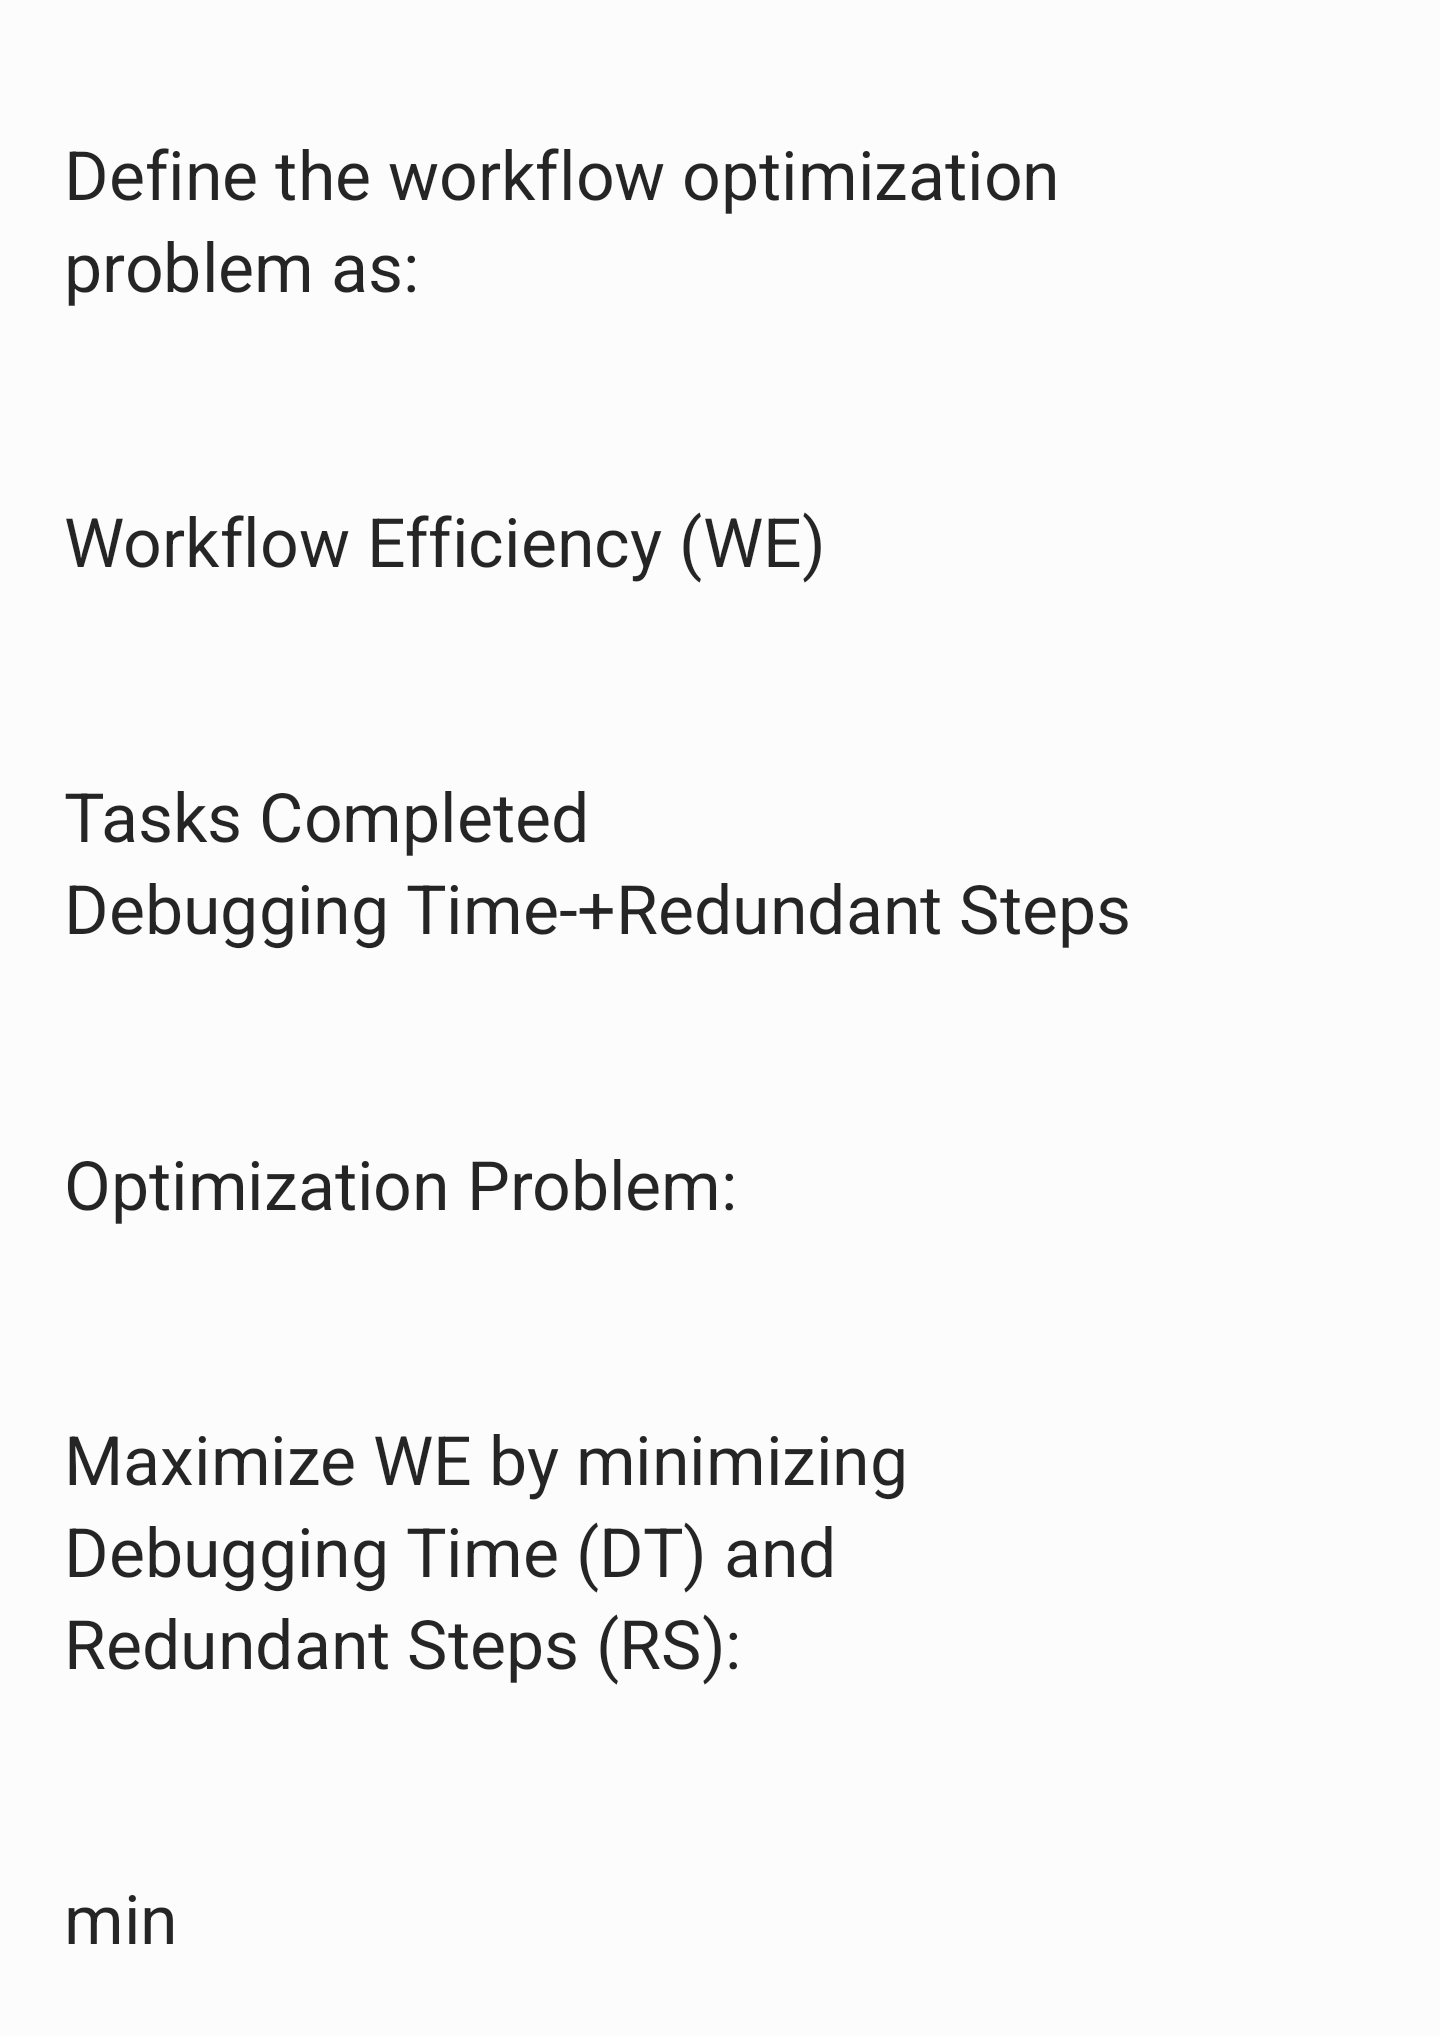 Define the workflow optimization
problem as:
Workflow Efficiency (WE)
Tasks Completed
Debugging Time-+Redundant Steps
Optimization Problem:
Maximize WE by minimizing
Debugging Time (DT) and
Redundant Steps (RS):
min